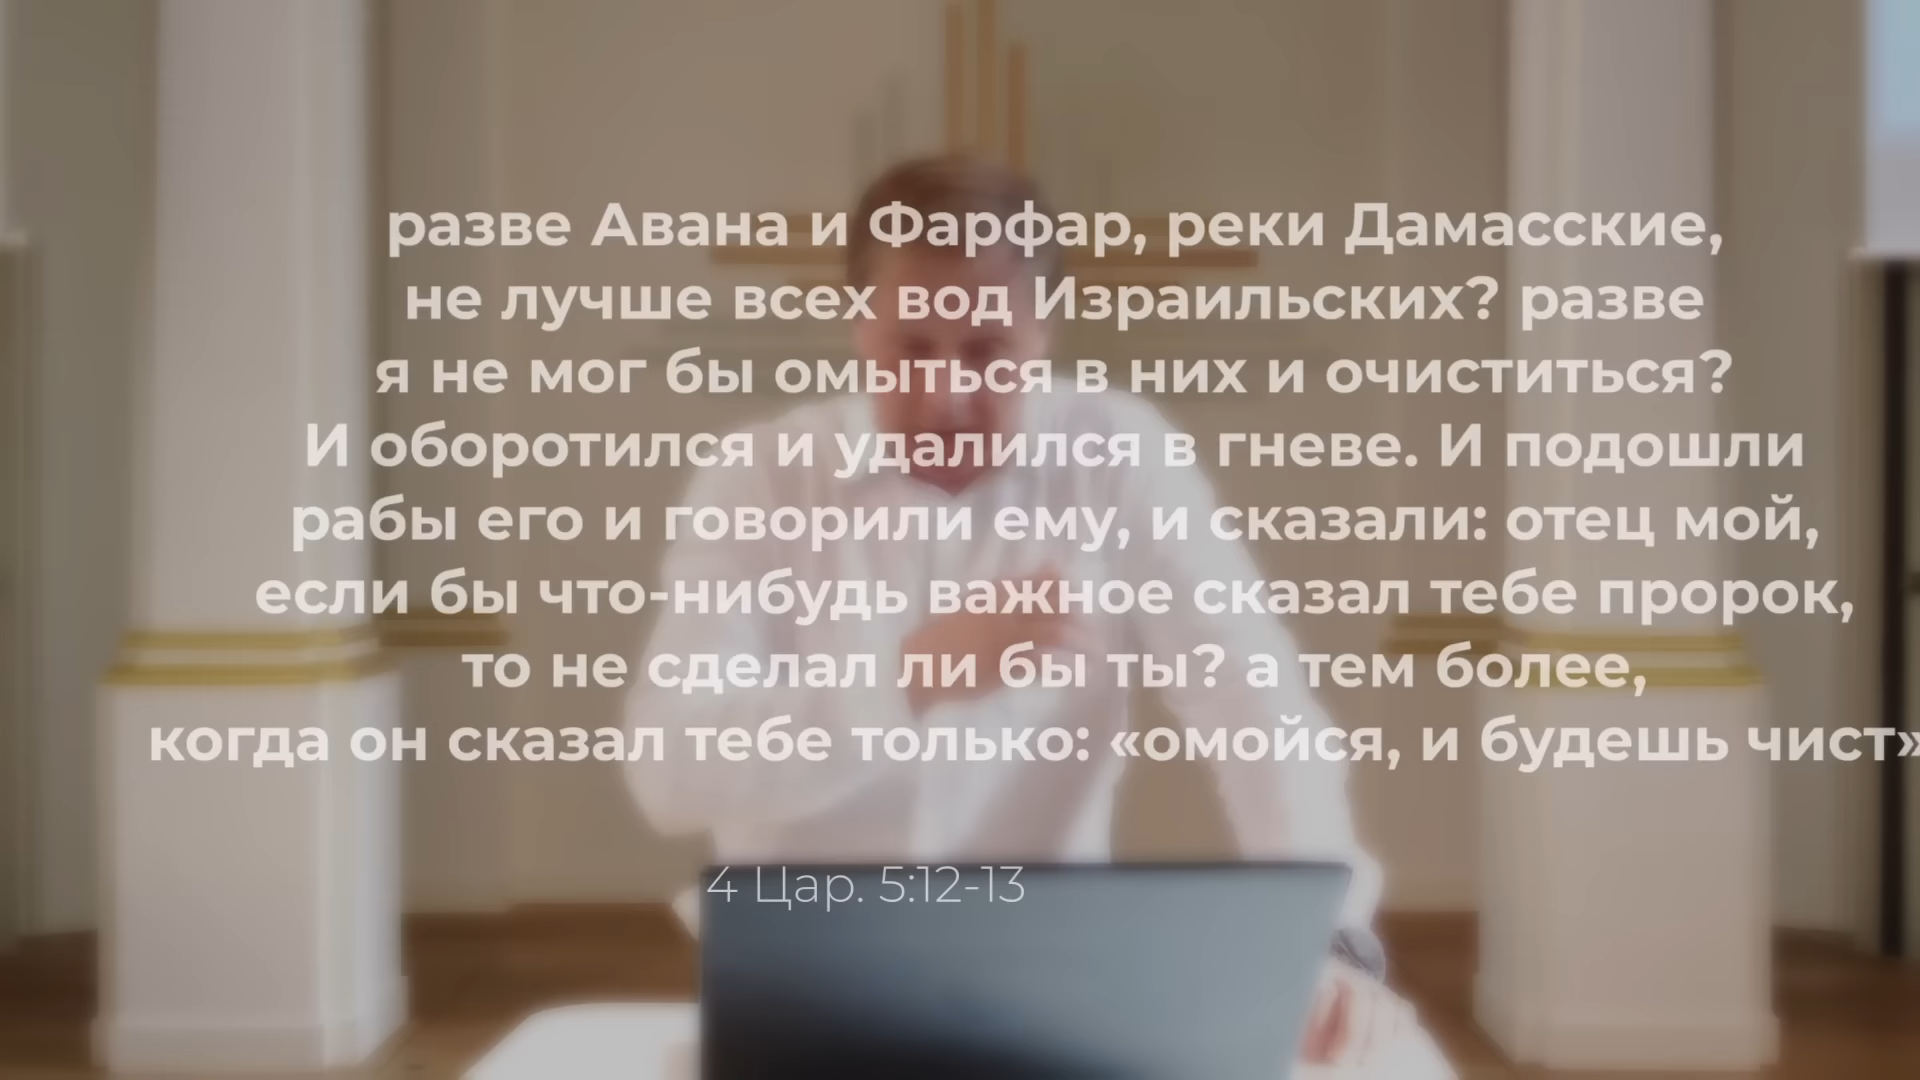 разве Авана и Фарфар, реки Дамасские,
не лучше всех вод Израильских? разве
я не мог бы омыться в них и очиститься?
И оборотился и удалился в гневе. И подошли
рабы его и говорили ему, и сказали: отец мой,
если бы что-нибудь важное сказал тебе пророк,
то не сделал ли бы ты? а тем более,
когда он сказал тебе только: «омойся, и будешь чист»
4 Цар. 5:12-13